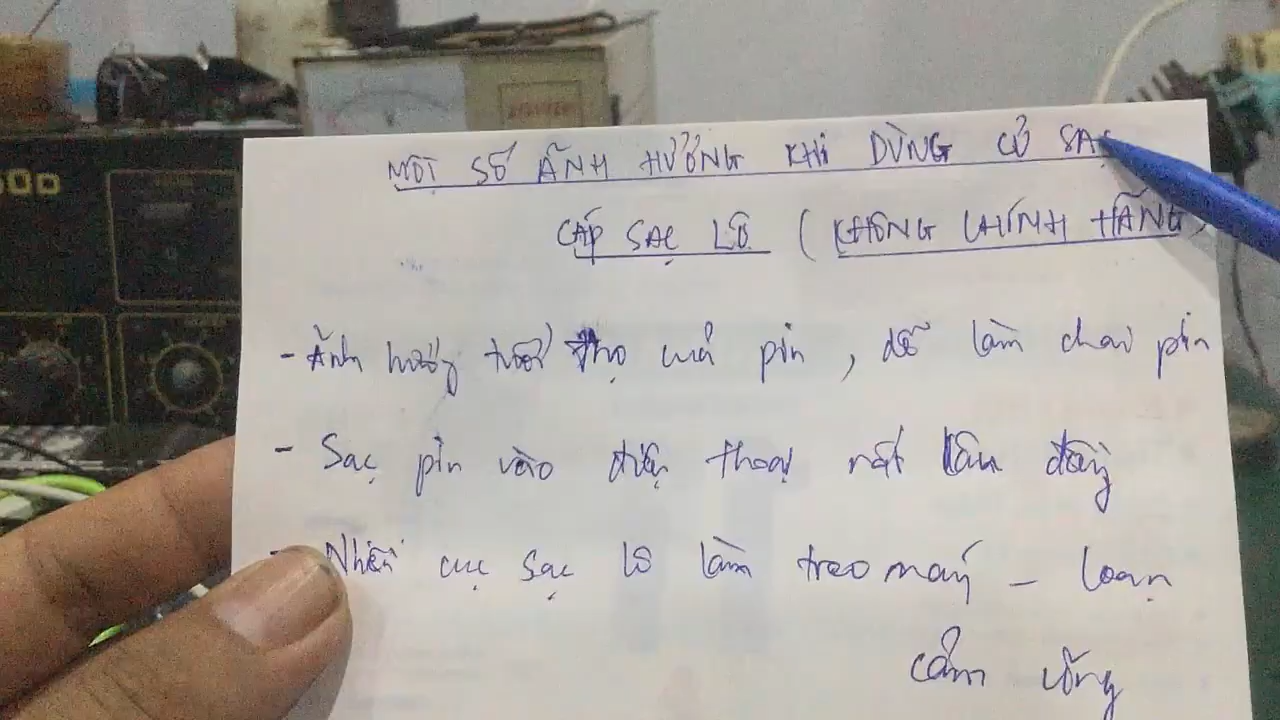 MỘT SỐ ẢNH HƯỞNG KHI DÙNG CỦ SẠC
CÁP SẠC LÔ (KHÔNG CHÍNH HÃNG)
- Ảnh hưởng tuổi thọ của pin, dễ làm chai pin
- Sạc pin vào điện thoại rất lâu đầy
- Nhiều cục sạc lô làm treo máy - loạn
cảm ứng